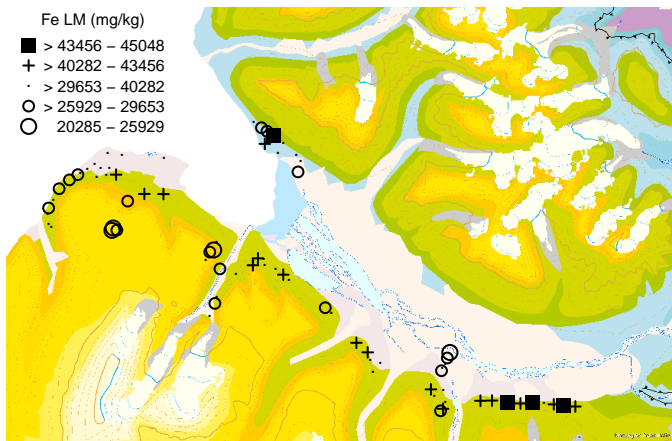 Fe LM (mg/kg)
> 43456 – 45048
> 40282 – 43456
> 29653 – 40282
> 25929 – 29653
20285 – 25929